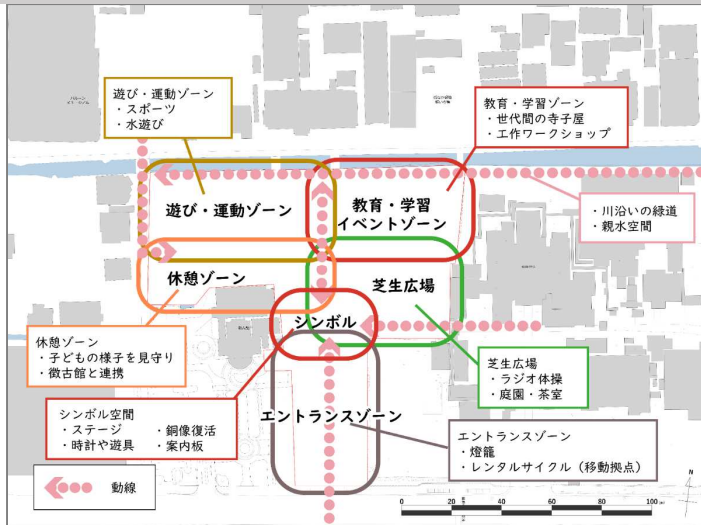 遊び・運動ゾーン
・スポーツ
・水遊び
教育・学習ゾーン
・世代間の寺子屋
・工作ワークショップ
遊び・運動ゾーン
教育・学習
イベントゾーン
・川沿いの緑道
・親水空間
休憩ゾーン
芝生広場
シンボル
休憩ゾーン
・子どもの様子を見守り
・徴古館と連携
芝生広場
・ラジオ体操
・庭園・茶室
シンボル空間
・ステージ ・銅像復活
・時計や遊具 ・案内板
エントランスゾーン
エントランスゾーン
・燈籠
・レンタルサイクル(移動拠点)
動線
N
0 20 40 60 80 100